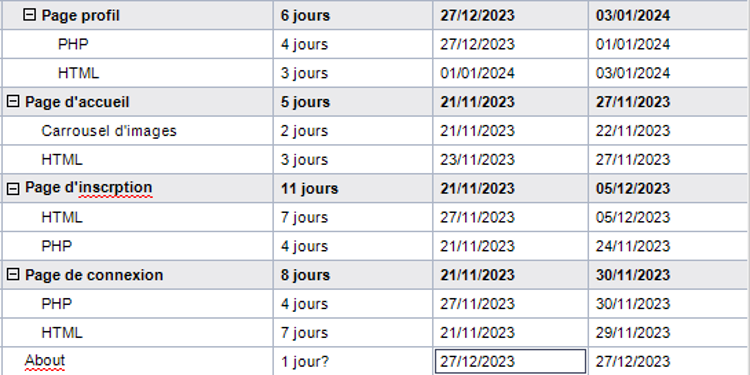 Page profil 6 jours 27/12/2023 03/01/2024
PHP 4 jours 27/12/2023 01/01/2024
HTML 3 jours 01/01/2024 03/01/2024
Page d'accueil 5 jours 21/11/2023 27/11/2023
Carrousel d'images 2 jours 21/11/2023 22/11/2023
HTML 3 jours 23/11/2023 27/11/2023
Page d'inscrption 11 jours 21/11/2023 05/12/2023
HTML 7 jours 27/11/2023 05/12/2023
PHP 4 jours 21/11/2023 24/11/2023
Page de connexion 8 jours 21/11/2023 30/11/2023
PHP 4 jours 27/11/2023 30/11/2023
HTML 7 jours 21/11/2023 29/11/2023
About 1 jour? 27/12/2023 27/12/2023